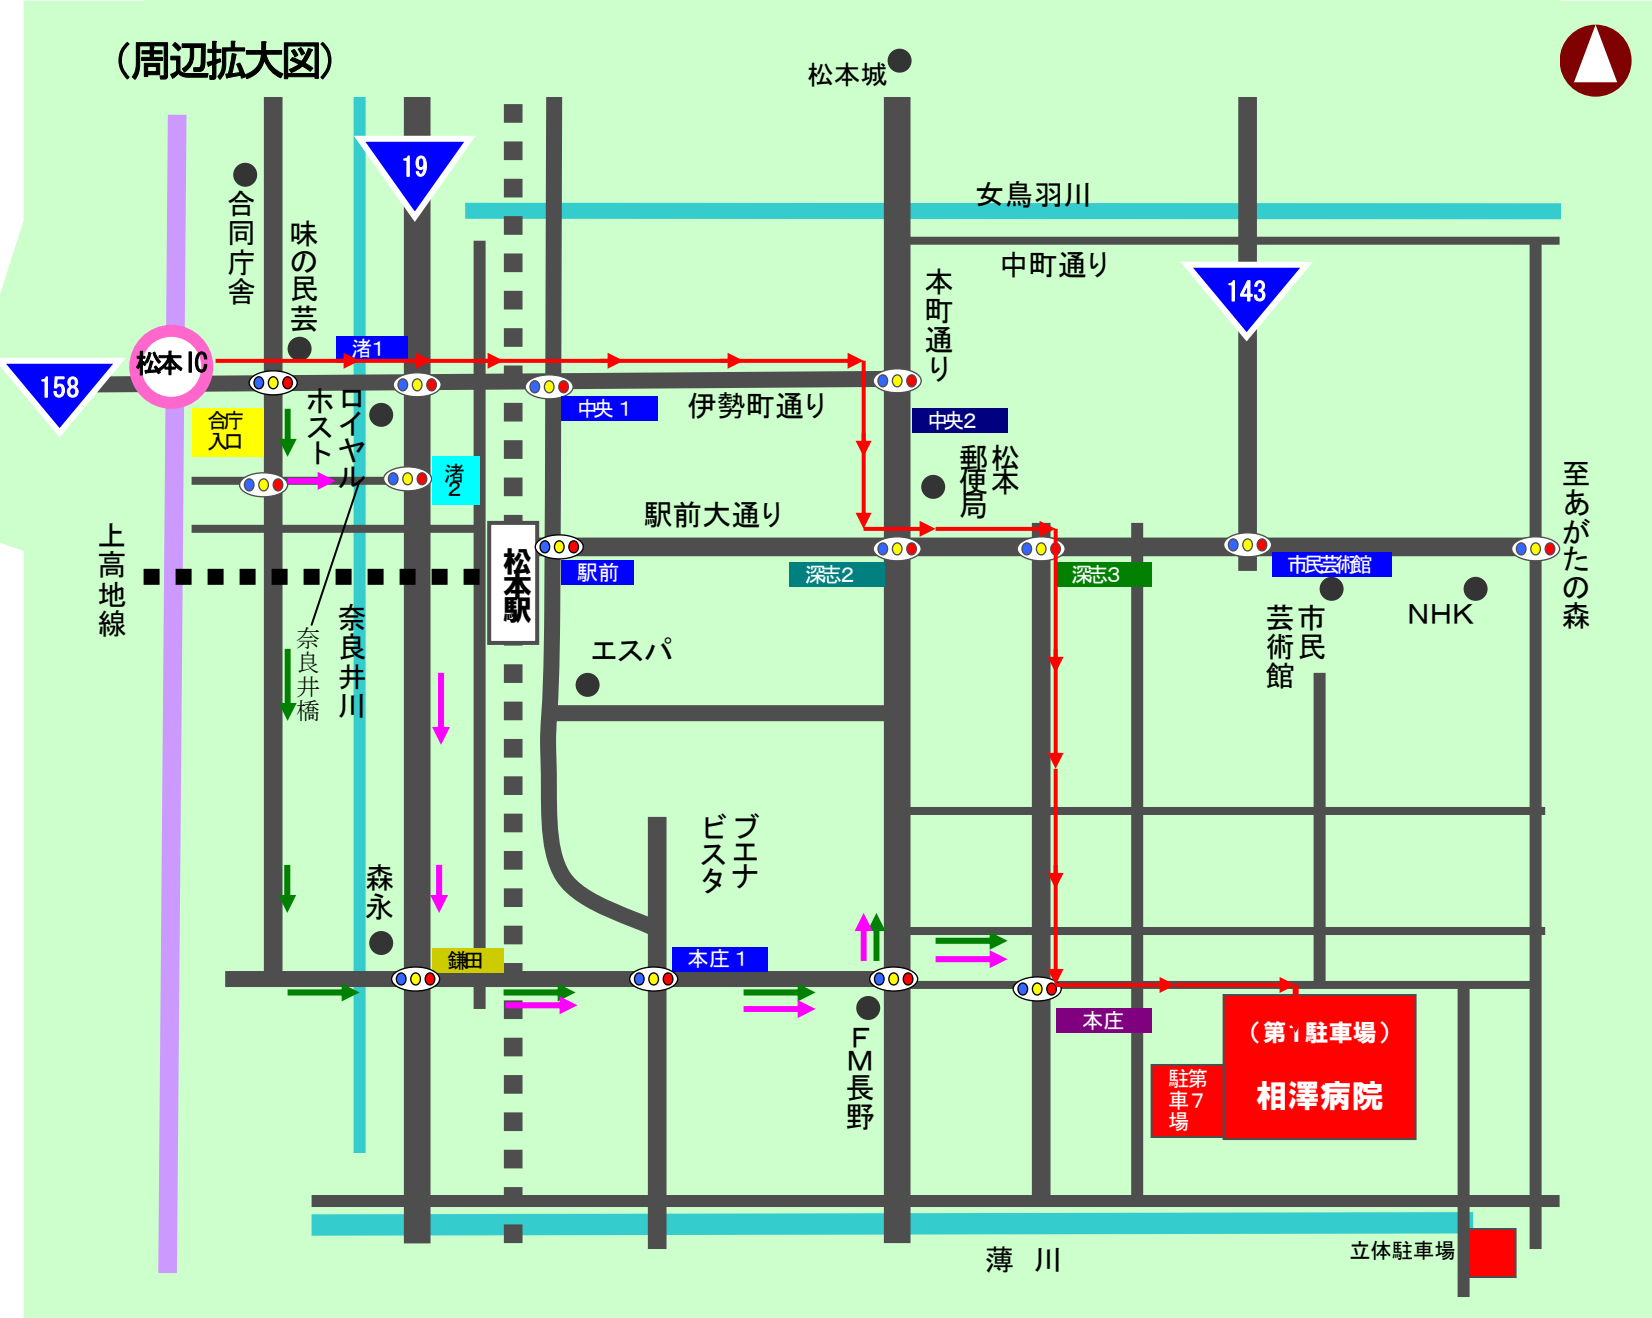 （周辺拡大図）
松本城
19
女鳥羽川
中町通り
合同庁舎
味の民芸
本町通り
143
渚1
松本IC
158
合庁
入口
ロイヤル
ホスト
中央１
伊勢町通り
中央2
松本
郵便局
渚
2
駅前大通り
至あがたの森
上高地線
松本駅
駅前
深志2
深志3
市民芸術館
市民
芸術館
NHK
奈良井橋
奈良井川
エスパ
ブエナ
ビスタ
森永
鎌田
本庄１
本庄
FM長野
（第1駐車場）
相澤病院
第7
駐車場
薄川
立体駐車場